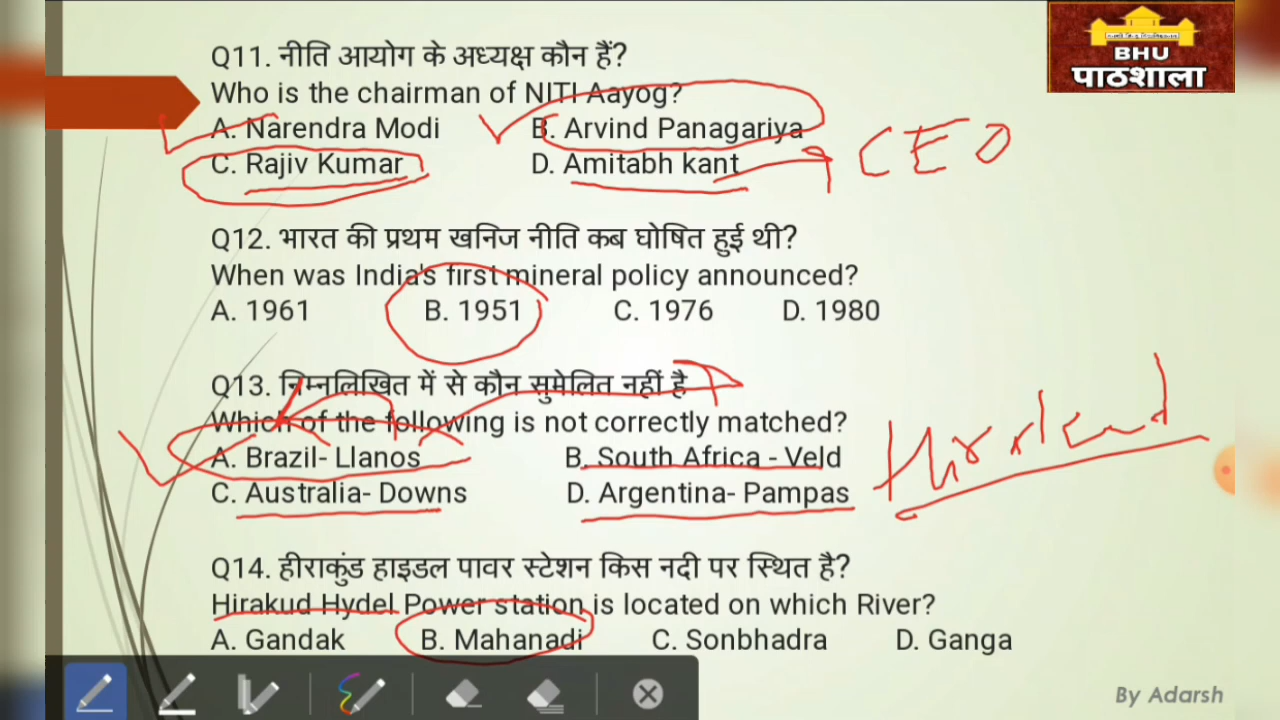 BHU
पाठशाला
Q11. नीति आयोग के अध्यक्ष कौन हैं?
Who is the chairman of NITI Aayog?
A. Narendra Modi B. Arvind Panagariya
C. Rajiv Kumar D. Amitabh kant CEO
Q12. भारत की प्रथम खनिज नीति कब घोषित हुई थी?
When was India's first mineral policy announced?
A. 1961 B. 1951 C. 1976 D. 1980
Q13. निम्नलिखित में से कौन सुमेलित नहीं है
Which of the following is not correctly matched?
A. Brazil- Llanos B. South Africa - Veld
C. Australia- Downs D. Argentina- Pampas
Q14. हीराकुंड हाइडल पावर स्टेशन किस नदी पर स्थित है?
Hirakud Hydel Power station is located on which River?
A. Gandak B. Mahanadi C. Sonbhadra D. Ganga
By Adarsh